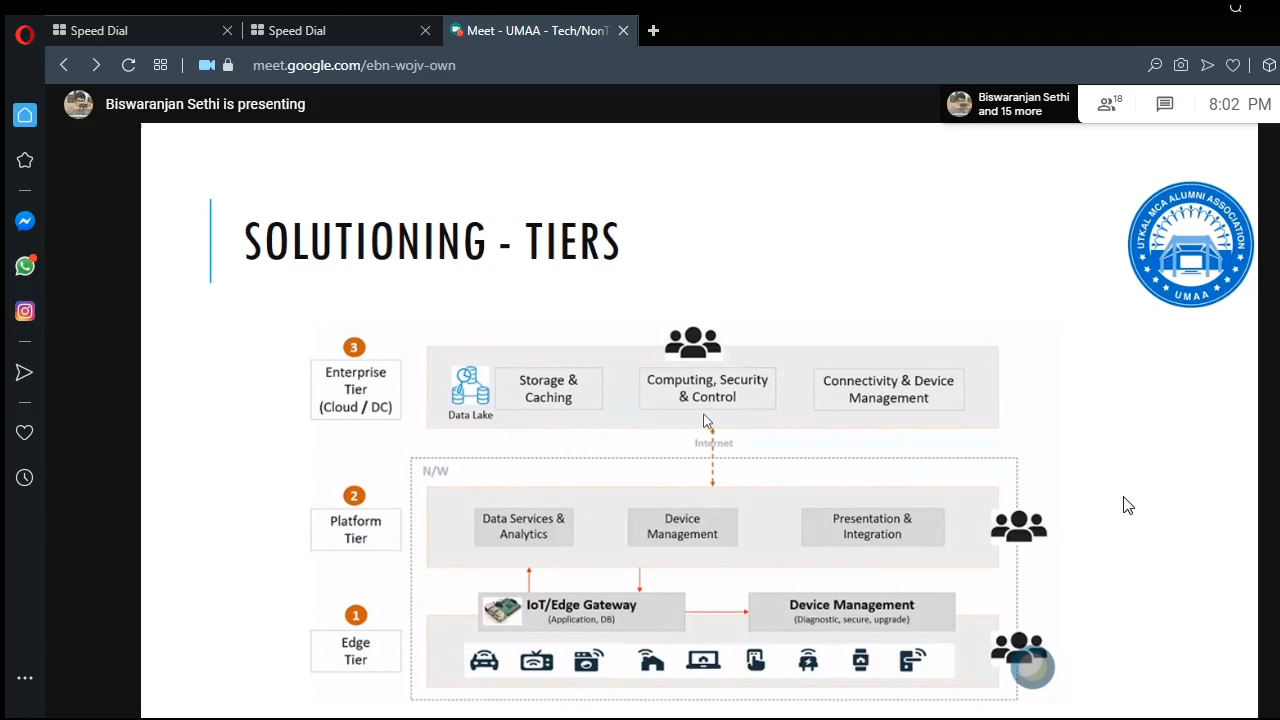 Speed Dial
Speed Dial
Meet - UMAA - Tech/NonT
meet.google.com/ebn-wojv-own
Biswaranjan Sethi is presenting
Biswaranjan Sethi
and 15 more
18
8:02 PM
SOLUTIONING - TIERS
UTKAL MCA ALUMNI ASSOCIATION
UMAA
3
Enterprise
Tier
(Cloud / DC)
Data Lake
Storage &
Caching
Computing, Security
& Control
Connectivity & Device
Management
Internet
N/W
2
Platform
Tier
Data Services &
Analytics
Device
Management
Presentation &
Integration
1
Edge
Tier
IoT/Edge Gateway
(Application, DB)
Device Management
(Diagnostic, secure, upgrade)